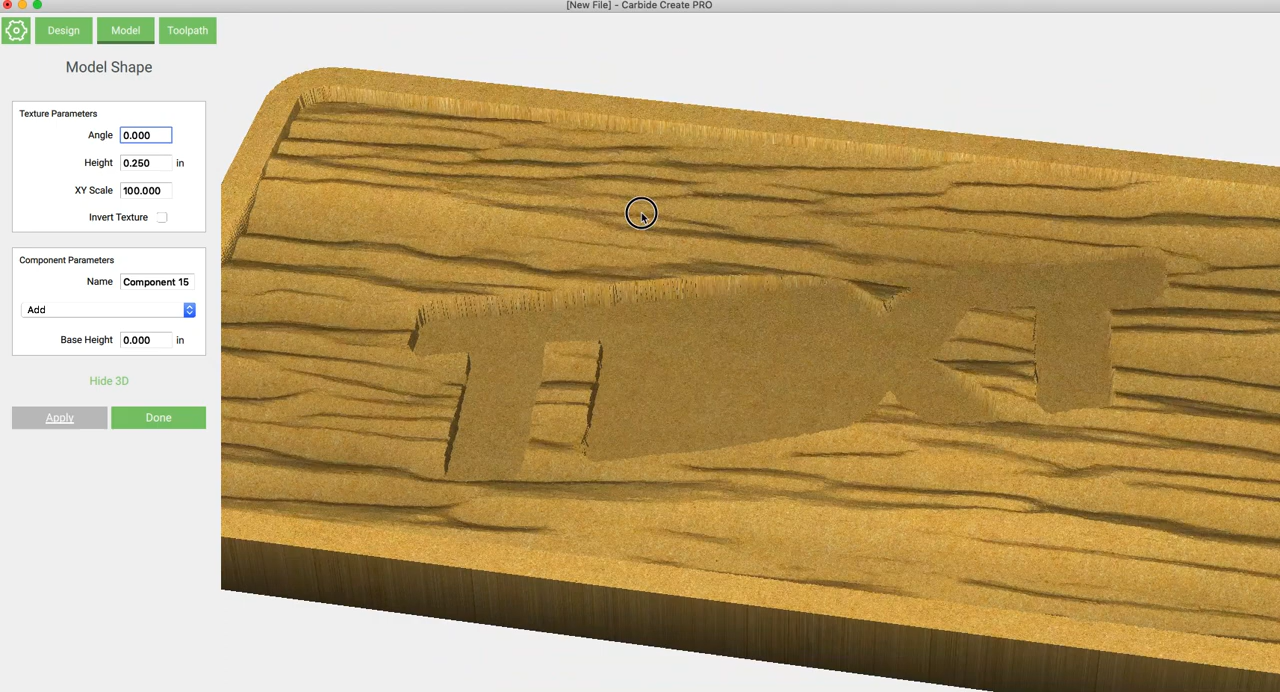 [New File] - Carbide Create PRO
Design Model Toolpath
Model Shape
Texture Parameters
Angle 0.000
Height 0.250 in
XY Scale 100.000
Invert Texture
Component Parameters
Name Component 15
Add
Base Height 0.000 in
Hide 3D
Apply Done